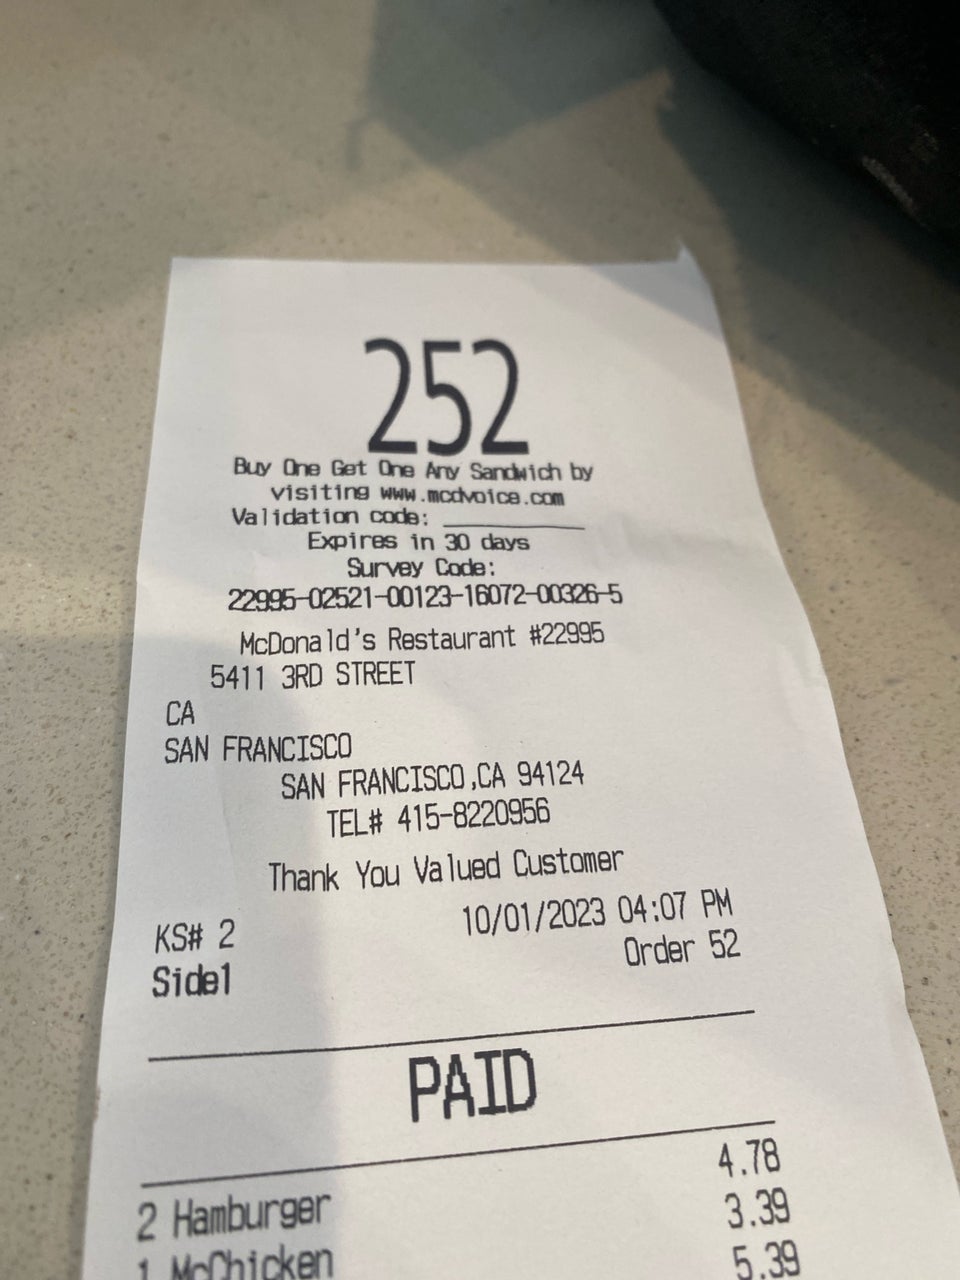 252
Buy One Get One Any Sandwich by
visiting www.mcdvoice.com
Validation code: ____________
Expires in 30 days
Survey Code:
22995-02521-00123-16072-00326-5
McDonald's Restaurant #22995
5411 3RD STREET
CA
SAN FRANCISCO
SAN FRANCISCO,CA 94124
TEL# 415-8220956
Thank You Valued Customer
KS# 2 10/01/2023 04:07 PM
Side1 Order 52
PAID
2 Hamburger 4.78
1 McChicken 3.39
5.39